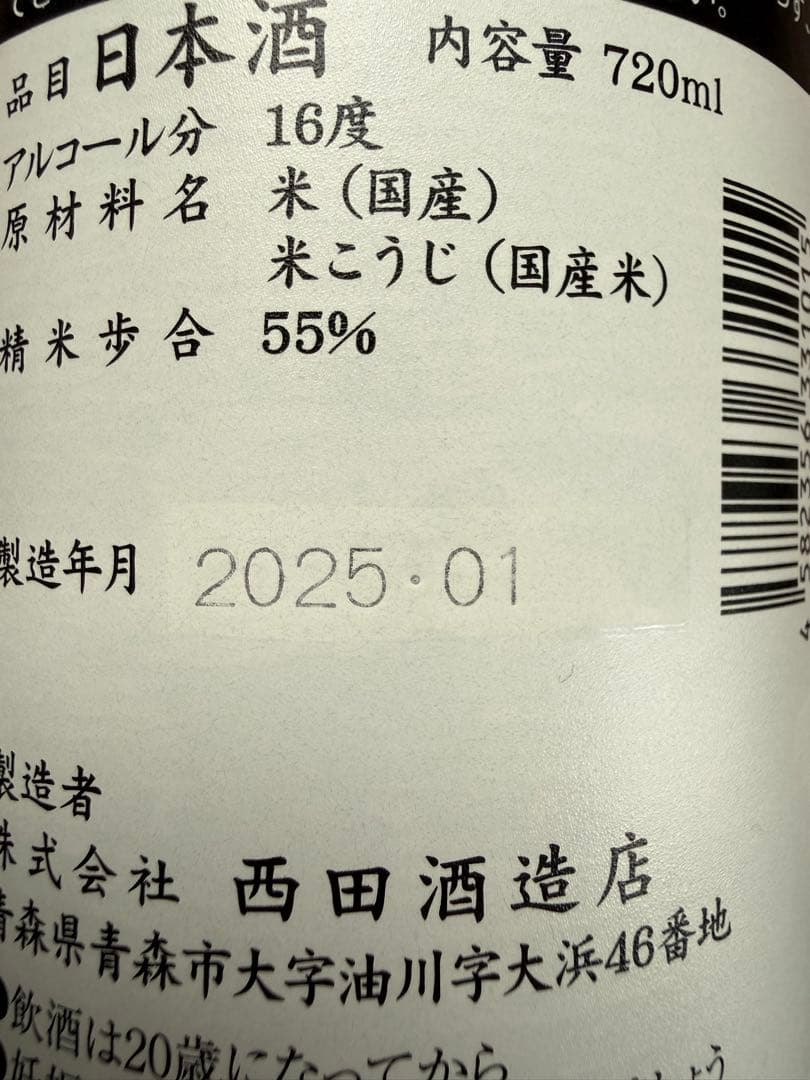 品目 日本酒 内容量 720ml
アルコール分 16度
原材料名 米(国産)
米こうじ(国産米)
精米歩合 55%
製造年月 2025・01
製造者
株式会社 西田酒造店
青森県青森市大字油川字大浜46番地
飲酒は20歳になってから